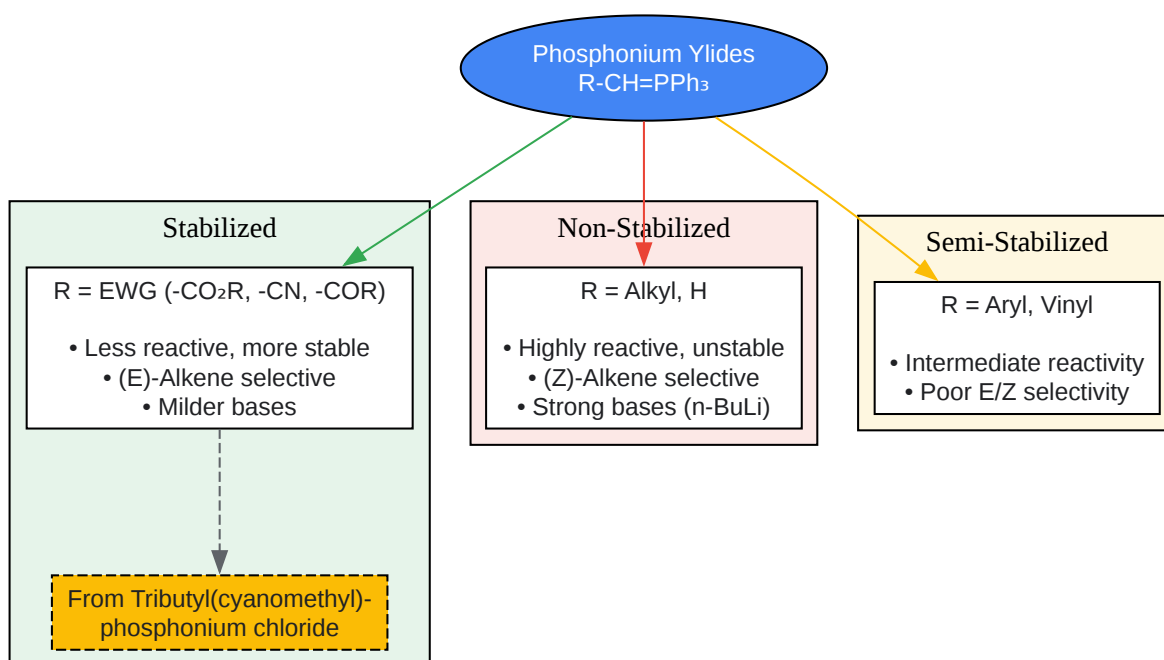 Phosphonium Ylides
R-CH=PPh₃
Stabilized
R = EWG (-CO₂R, -CN, -COR)
• Less reactive, more stable
• (E)-Alkene selective
• Milder bases
From Tributyl(cyanomethyl)-
phosphonium chloride
Non-Stabilized
R = Alkyl, H
• Highly reactive, unstable
• (Z)-Alkene selective
• Strong bases (n-BuLi)
Semi-Stabilized
R = Aryl, Vinyl
• Intermediate reactivity
• Poor E/Z selectivity